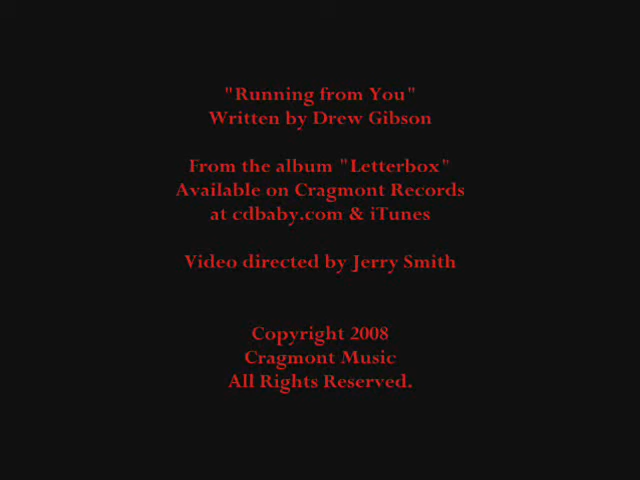 "Running from You"
Written by Drew Gibson
From the album "Letterbox"
Available on Cragmont Records
at cdbaby.com & iTunes
Video directed by Jerry Smith
Copyright 2008
Cragmont Music
All Rights Reserved.